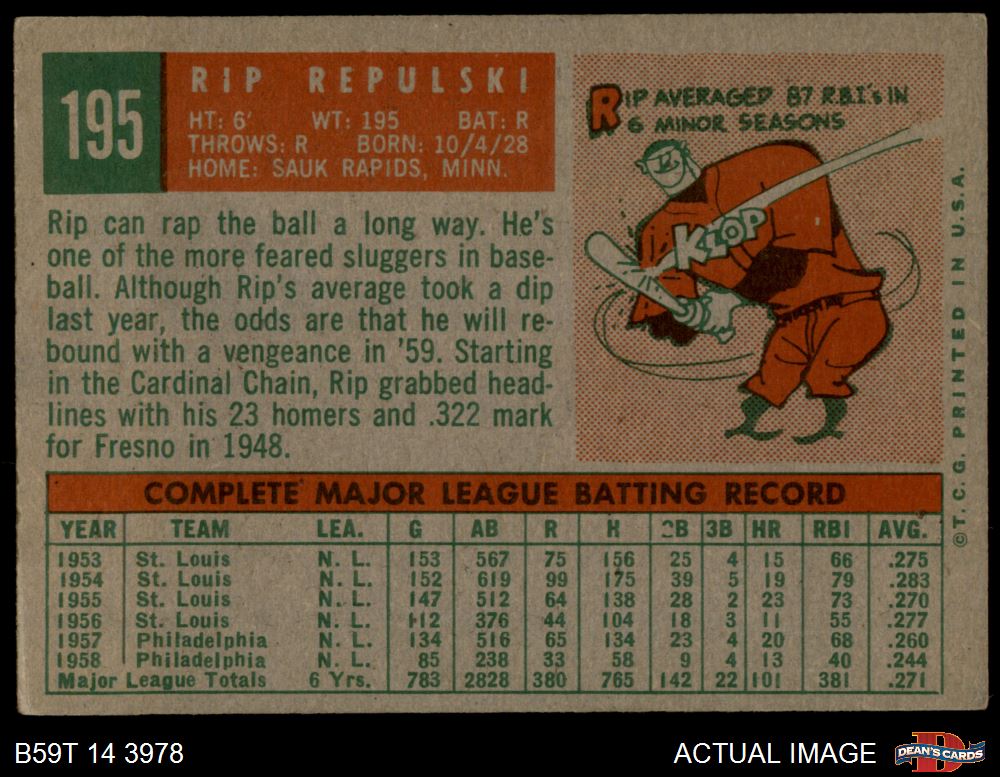 195
RIP REPULSKI
HT: 6' WT: 195 BAT: R
THROWS: R BORN: 10/4/28
HOME: SAUK RAPIDS, MINN.
RIP AVERAGED 87 R.B.I.'s IN
6 MINOR SEASONS
KZOP
Rip can rap the ball a long way. He's
one of the more feared sluggers in base-
ball. Although Rip's average took a dip
last year, the odds are that he will re-
bound with a vengeance in '59. Starting
in the Cardinal Chain, Rip grabbed head-
lines with his 23 homers and .322 mark
for Fresno in 1948.
COMPLETE MAJOR LEAGUE BATTING RECORD
YEAR TEAM LEA. G AB R H 2B 3B HR RBI AVG.
1953 St. Louis N. L. 153 567 75 156 25 4 15 66 .275
1954 St. Louis N. L. 152 619 99 175 39 5 19 79 .283
1955 St. Louis N. L. 147 512 64 138 28 2 23 73 .270
1956 St. Louis N. L. 112 376 44 104 18 3 11 55 .277
1957 Philadelphia N. L. 134 516 65 134 23 4 20 68 .260
1958 Philadelphia N. L. 85 238 33 58 9 4 13 40 .244
Major League Totals 6 Yrs. 783 2828 380 765 142 22 101 381 .271
©T. C. G. PRINTED IN U.S.A.
B59T 14 3978
ACTUAL IMAGE
D
DEAN'S CARDS